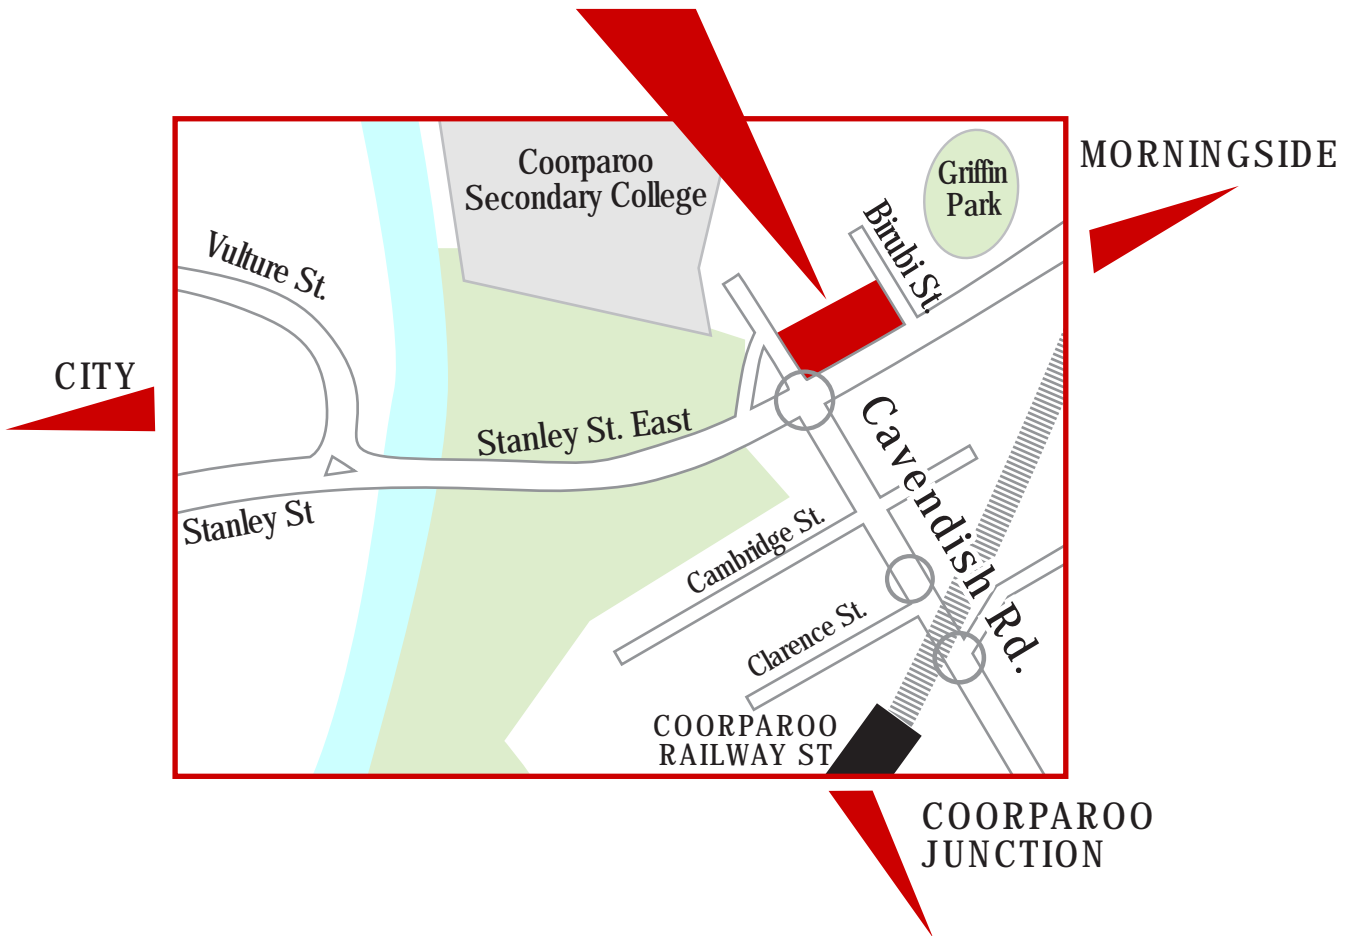 Coorparoo
Secondary College
Griffin
Park
MORNINGSIDE
Birubi St.
Vulture St.
CITY
Stanley St. East
Cavendish Rd.
Stanley St
Cambridge St.
Clarence St.
COORPAROO
RAILWAY ST
COORPAROO
JUNCTION